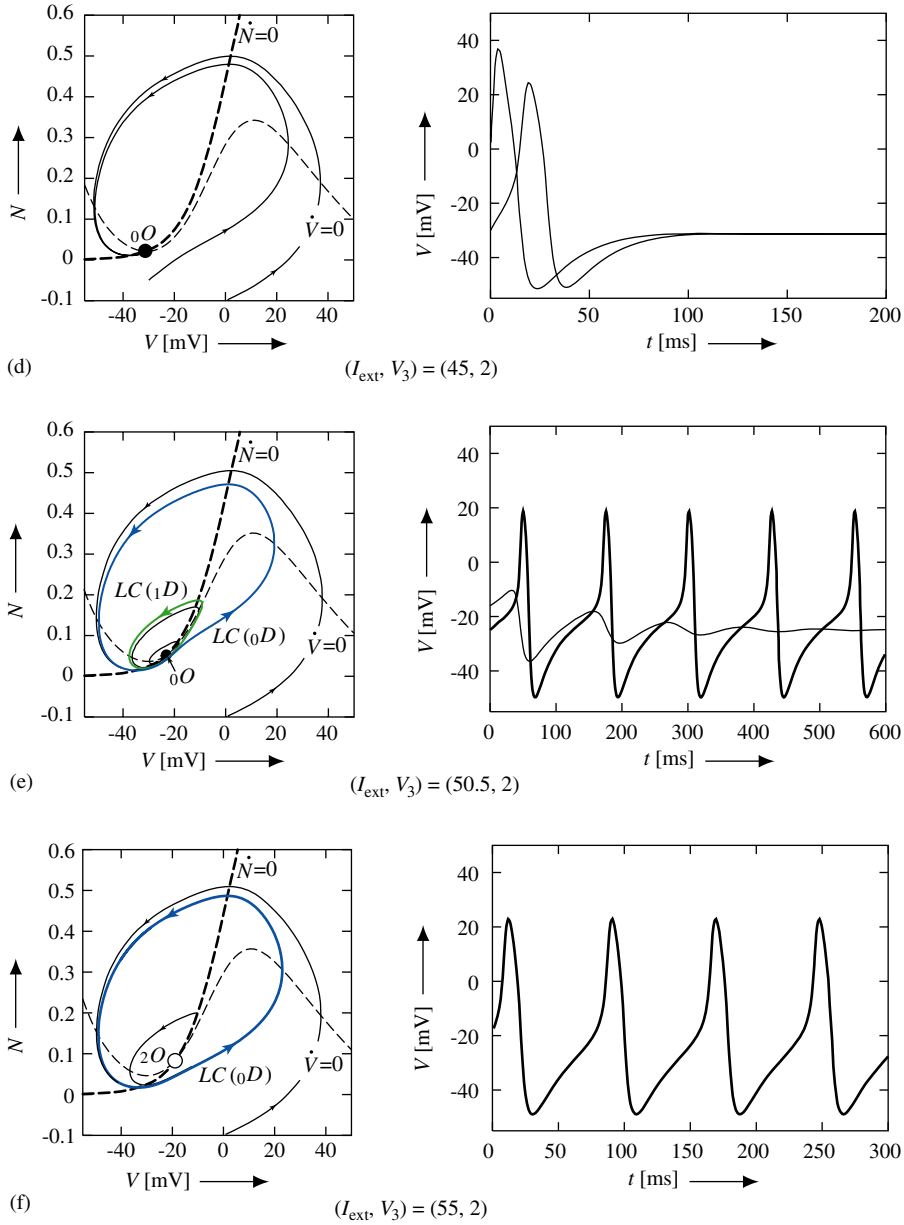 0.6
0.5
0.4
0.3
0.2
0.1
0
-0.1
N
Ṅ=0
₀O
V̇=0
-40 -20 0 20 40
V [mV]
40
20
0
-20
-40
V [mV]
0 50 100 150 200
t [ms]
(d)
(I_ext, V₃) = (45, 2)
0.6
0.5
0.4
0.3
0.2
0.1
0
-0.1
N
Ṅ=0
LC(₁D)
LC(₀D)
₀O
V̇=0
-40 -20 0 20 40
V [mV]
40
20
0
-20
-40
V [mV]
0 100 200 300 400 500 600
t [ms]
(e)
(I_ext, V₃) = (50.5, 2)
0.6
0.5
0.4
0.3
0.2
0.1
0
-0.1
N
Ṅ=0
₂O
LC(₀D)
V̇=0
-40 -20 0 20 40
V [mV]
40
20
0
-20
-40
V [mV]
0 50 100 150 200 250 300
t [ms]
(f)
(I_ext, V₃) = (55, 2)